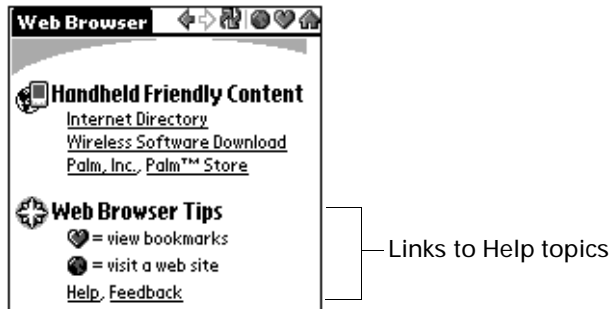 Web Browser
Handheld Friendly Content
Internet Directory
Wireless Software Download
Palm, Inc., Palm™ Store
Web Browser Tips
= view bookmarks
= visit a web site
Help, Feedback
Links to Help topics